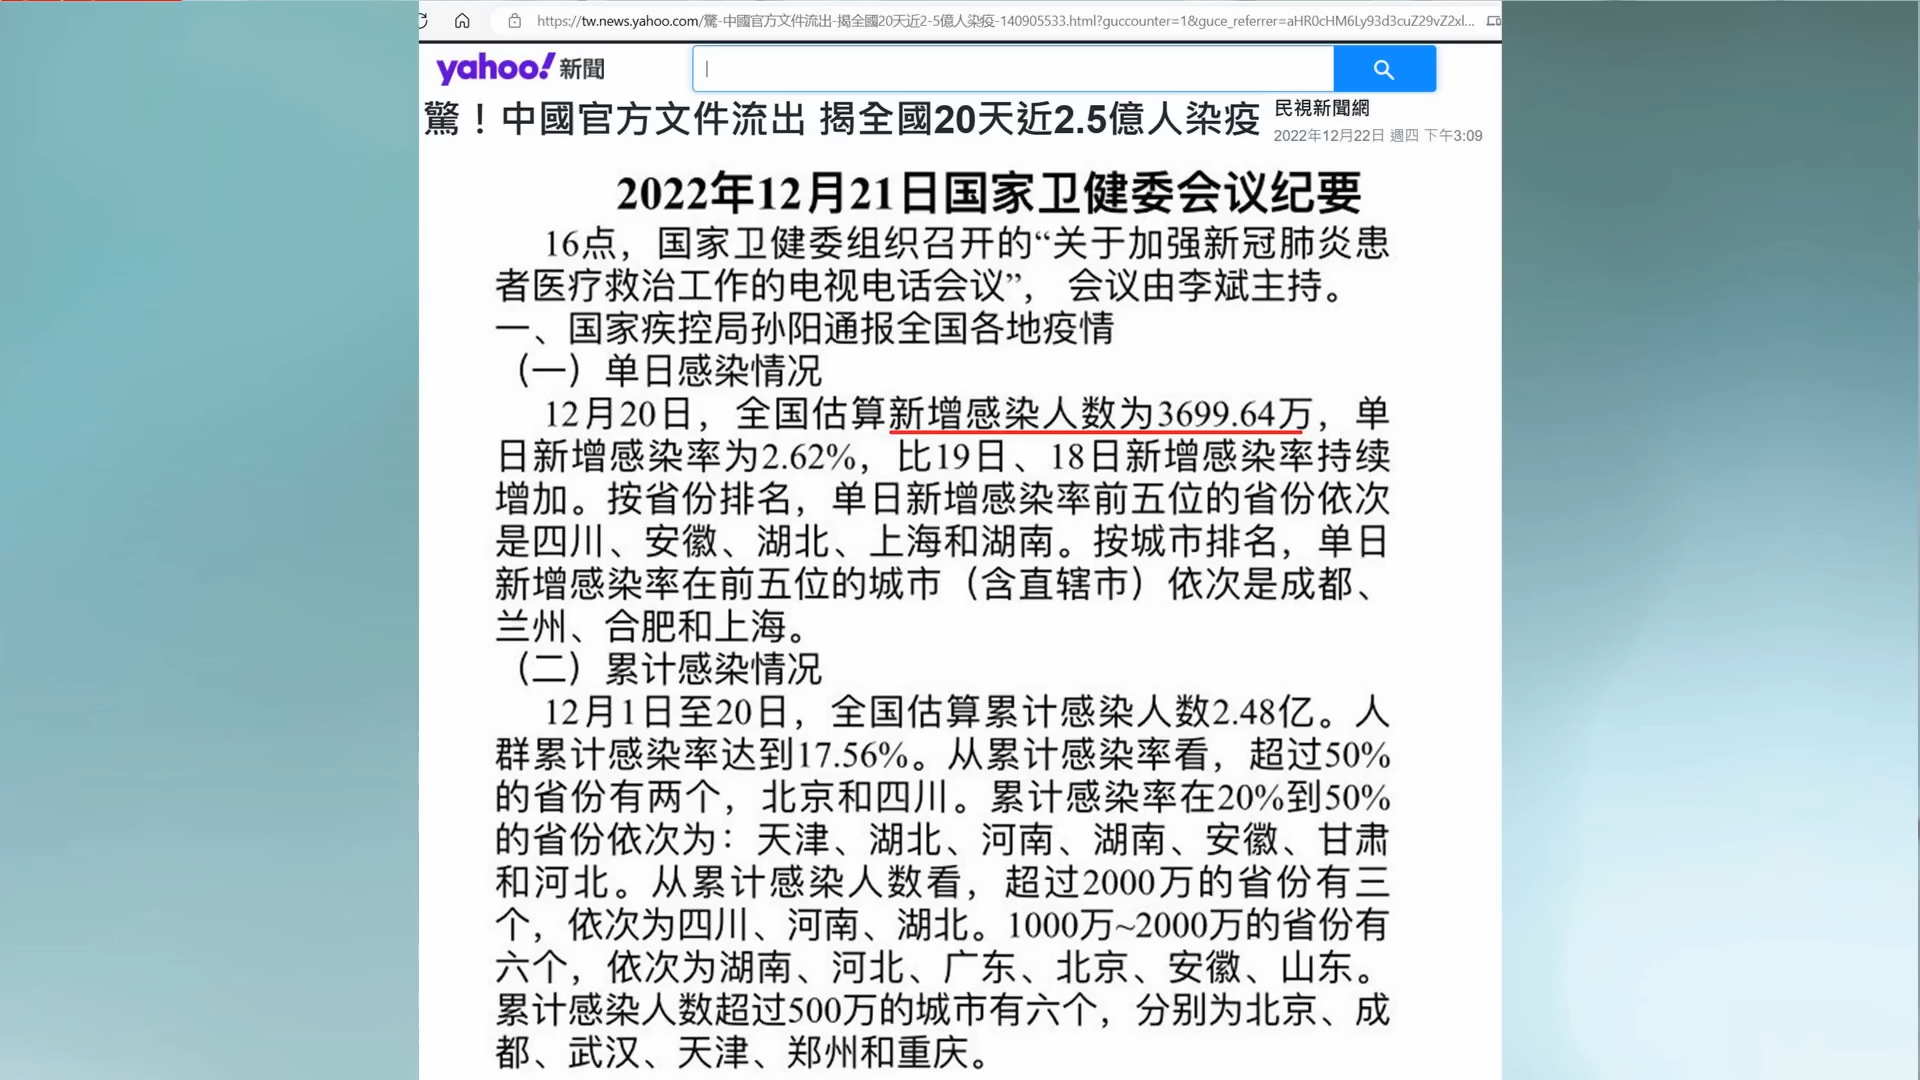 https://tw.news.yahoo.com/驚-中國官方文件流出-揭全國20天近2-5億人染疫-140905533.html?guccounter=1&guce_referrer=aHR0cHM6Ly93d3cuZ29vZ2xl...
yahoo!新聞
驚！中國官方文件流出 揭全國20天近2.5億人染疫
民視新聞網
2022年12月22日 週四 下午3:09
2022年12月21日国家卫健委会议纪要
16点，国家卫健委组织召开的“关于加强新冠肺炎患
者医疗救治工作的电视电话会议”，会议由李斌主持。
一、国家疾控局孙阳通报全国各地疫情
（一）单日感染情况
12月20日，全国估算新增感染人数为3699.64万，单
日新增感染率为2.62%，比19日、18日新增感染率持续
增加。按省份排名，单日新增感染率前五位的省份依次
是四川、安徽、湖北、上海和湖南。按城市排名，单日
新增感染率在前五位的城市（含直辖市）依次是成都、
兰州、合肥和上海。
（二）累计感染情况
12月1日至20日，全国估算累计感染人数2.48亿。人
群累计感染率达到17.56%。从累计感染率看，超过50%
的省份有两个，北京和四川。累计感染率在20%到50%
的省份依次为：天津、湖北、河南、湖南、安徽、甘肃
和河北。从累计感染人数看，超过2000万的省份有三
个，依次为四川、河南、湖北。1000万~2000万的省份有
六个，依次为湖南、河北、广东、北京、安徽、山东。
累计感染人数超过500万的城市有六个，分别为北京、成
都、武汉、天津、郑州和重庆。